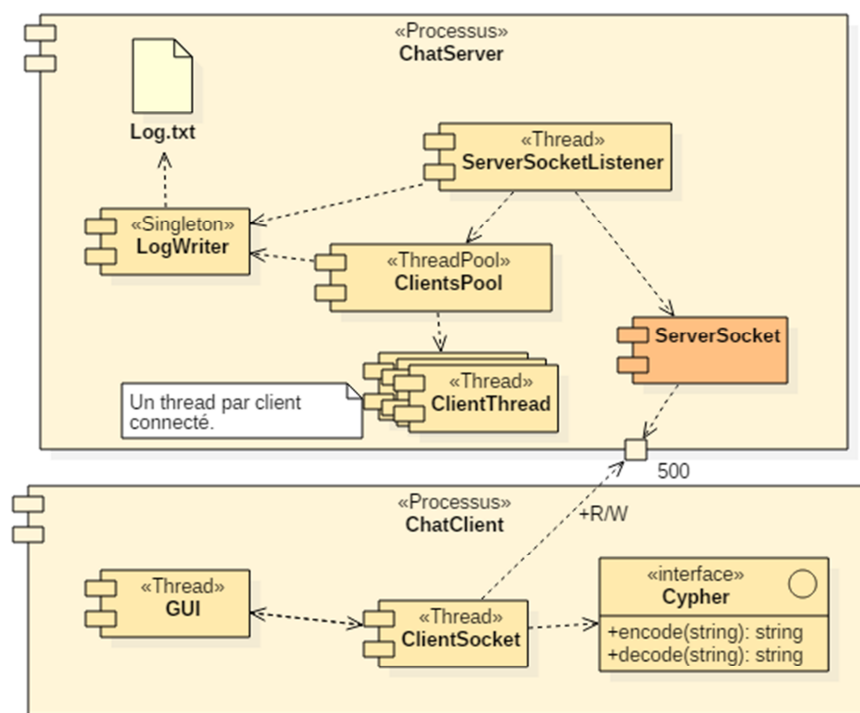 «Processus»
ChatServer
Log.txt
«Thread»
ServerSocketListener
«Singleton»
LogWriter
«ThreadPool»
ClientsPool
ServerSocket
«Thread»
ClientThread
Un thread par client
connecté.
500
«Processus»
ChatClient
+R/W
«Thread»
GUI
«Thread»
ClientSocket
«interface»
Cypher
+encode(string): string
+decode(string): string